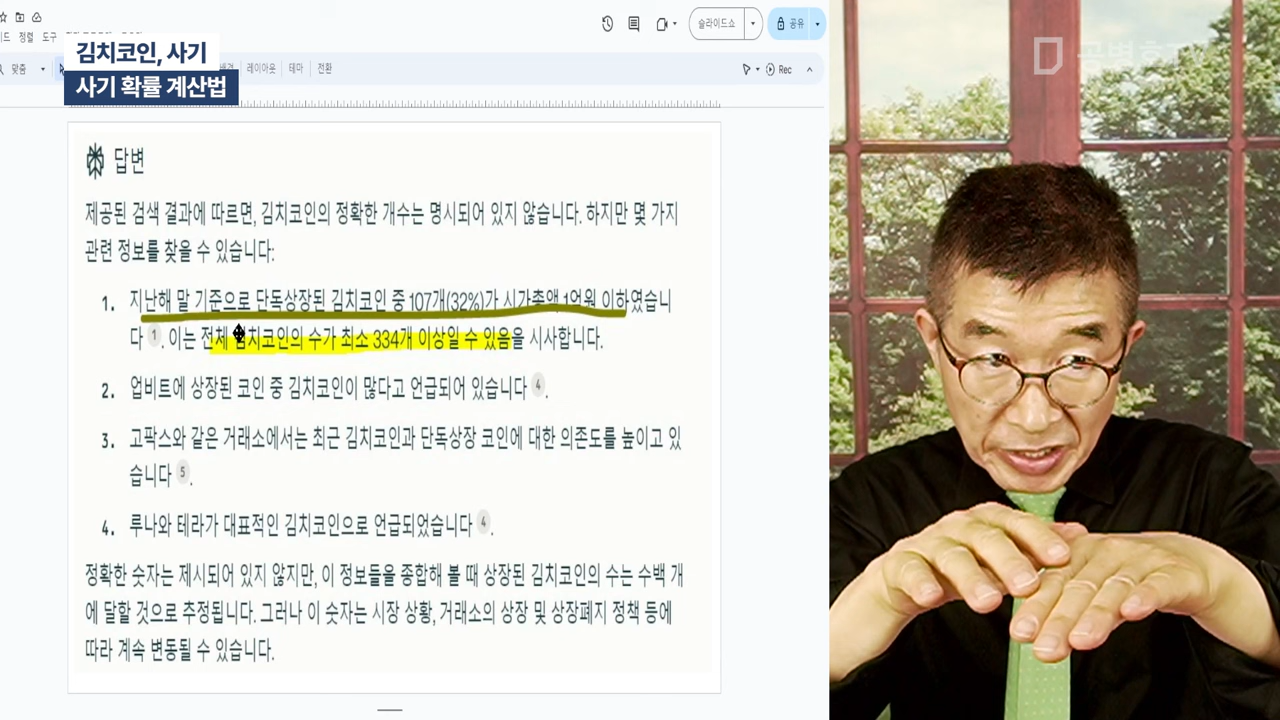 김치코인, 사기
사기 확률 계산법
맞춤
레이아웃
테마
전환
슬라이드쇼
공유
Rec
답변
제공된 검색 결과에 따르면, 김치코인의 정확한 개수는 명시되어 있지 않습니다. 하지만 몇 가지
관련 정보를 찾을 수 있습니다:
1. 지난해 말 기준으로 단독상장된 김치코인 중 107개(32%)가 시가총액 1억원 이하였습니
다 1 . 이는 전체 김치코인의 수가 최소 334개 이상일 수 있음을 시사합니다.
2. 업비트에 상장된 코인 중 김치코인이 많다고 언급되어 있습니다 4 .
3. 고팍스와 같은 거래소에서는 최근 김치코인과 단독상장 코인에 대한 의존도를 높이고 있
습니다 5 .
4. 루나와 테라가 대표적인 김치코인으로 언급되었습니다 4 .
정확한 숫자는 제시되어 있지 않지만, 이 정보들을 종합해 볼 때 상장된 김치코인의 수는 수백 개
에 달할 것으로 추정됩니다. 그러나 이 숫자는 시장 상황, 거래소의 상장 및 상장폐지 정책 등에
따라 계속 변동될 수 있습니다.
공병호TV